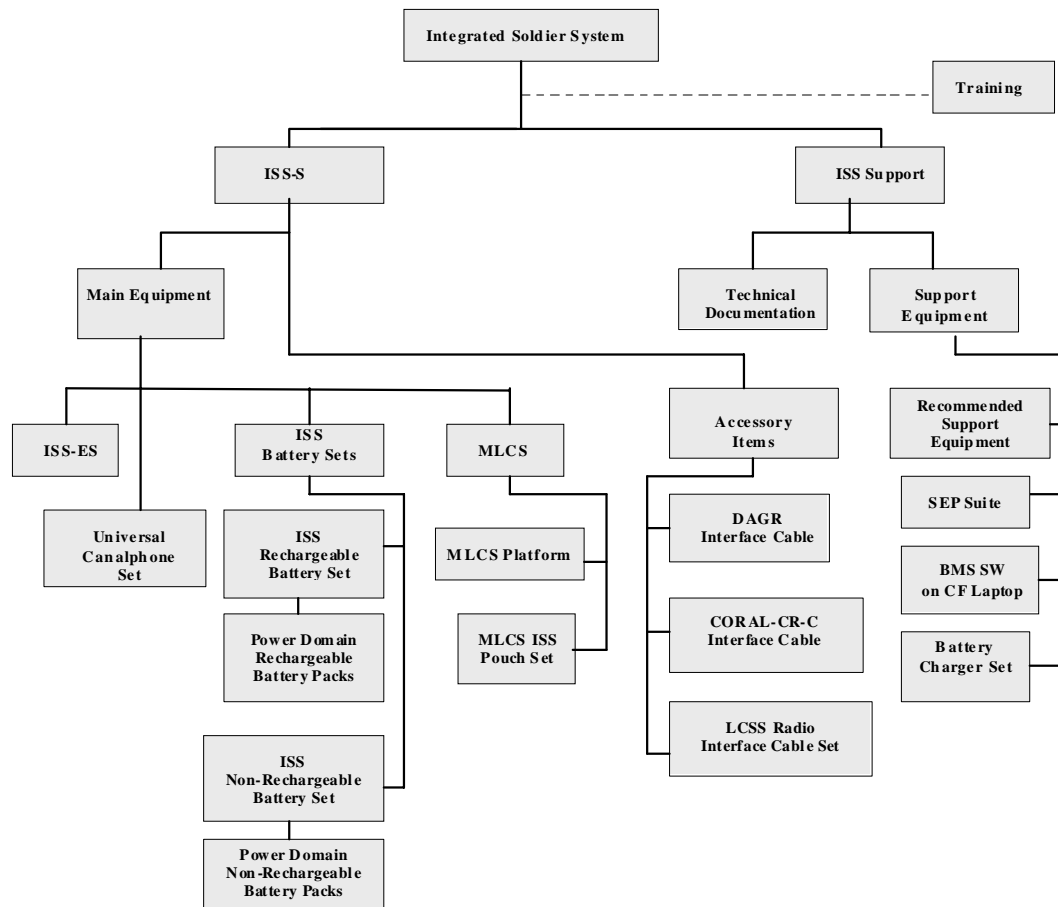 Integrated Soldier System
Training
ISS-S
ISS Support
Main Equipment
Technical
Documentation
Support
Equipment
ISS-ES
ISS
Battery Sets
MLCS
Accessory
Items
Recommended
Support
Equipment
Universal
Canalphone
Set
ISS
Rechargeable
Battery Set
MLCS Platform
DAGR
Interface Cable
SEP Suite
BMS SW
on CF Laptop
Power Domain
Rechargeable
Battery Packs
MLCS ISS
Pouch Set
CORAL-CR-C
Interface Cable
Battery
Charger Set
ISS
Non-Rechargeable
Battery Set
LCSS Radio
Interface Cable Set
Power Domain
Non-Rechargeable
Battery Packs